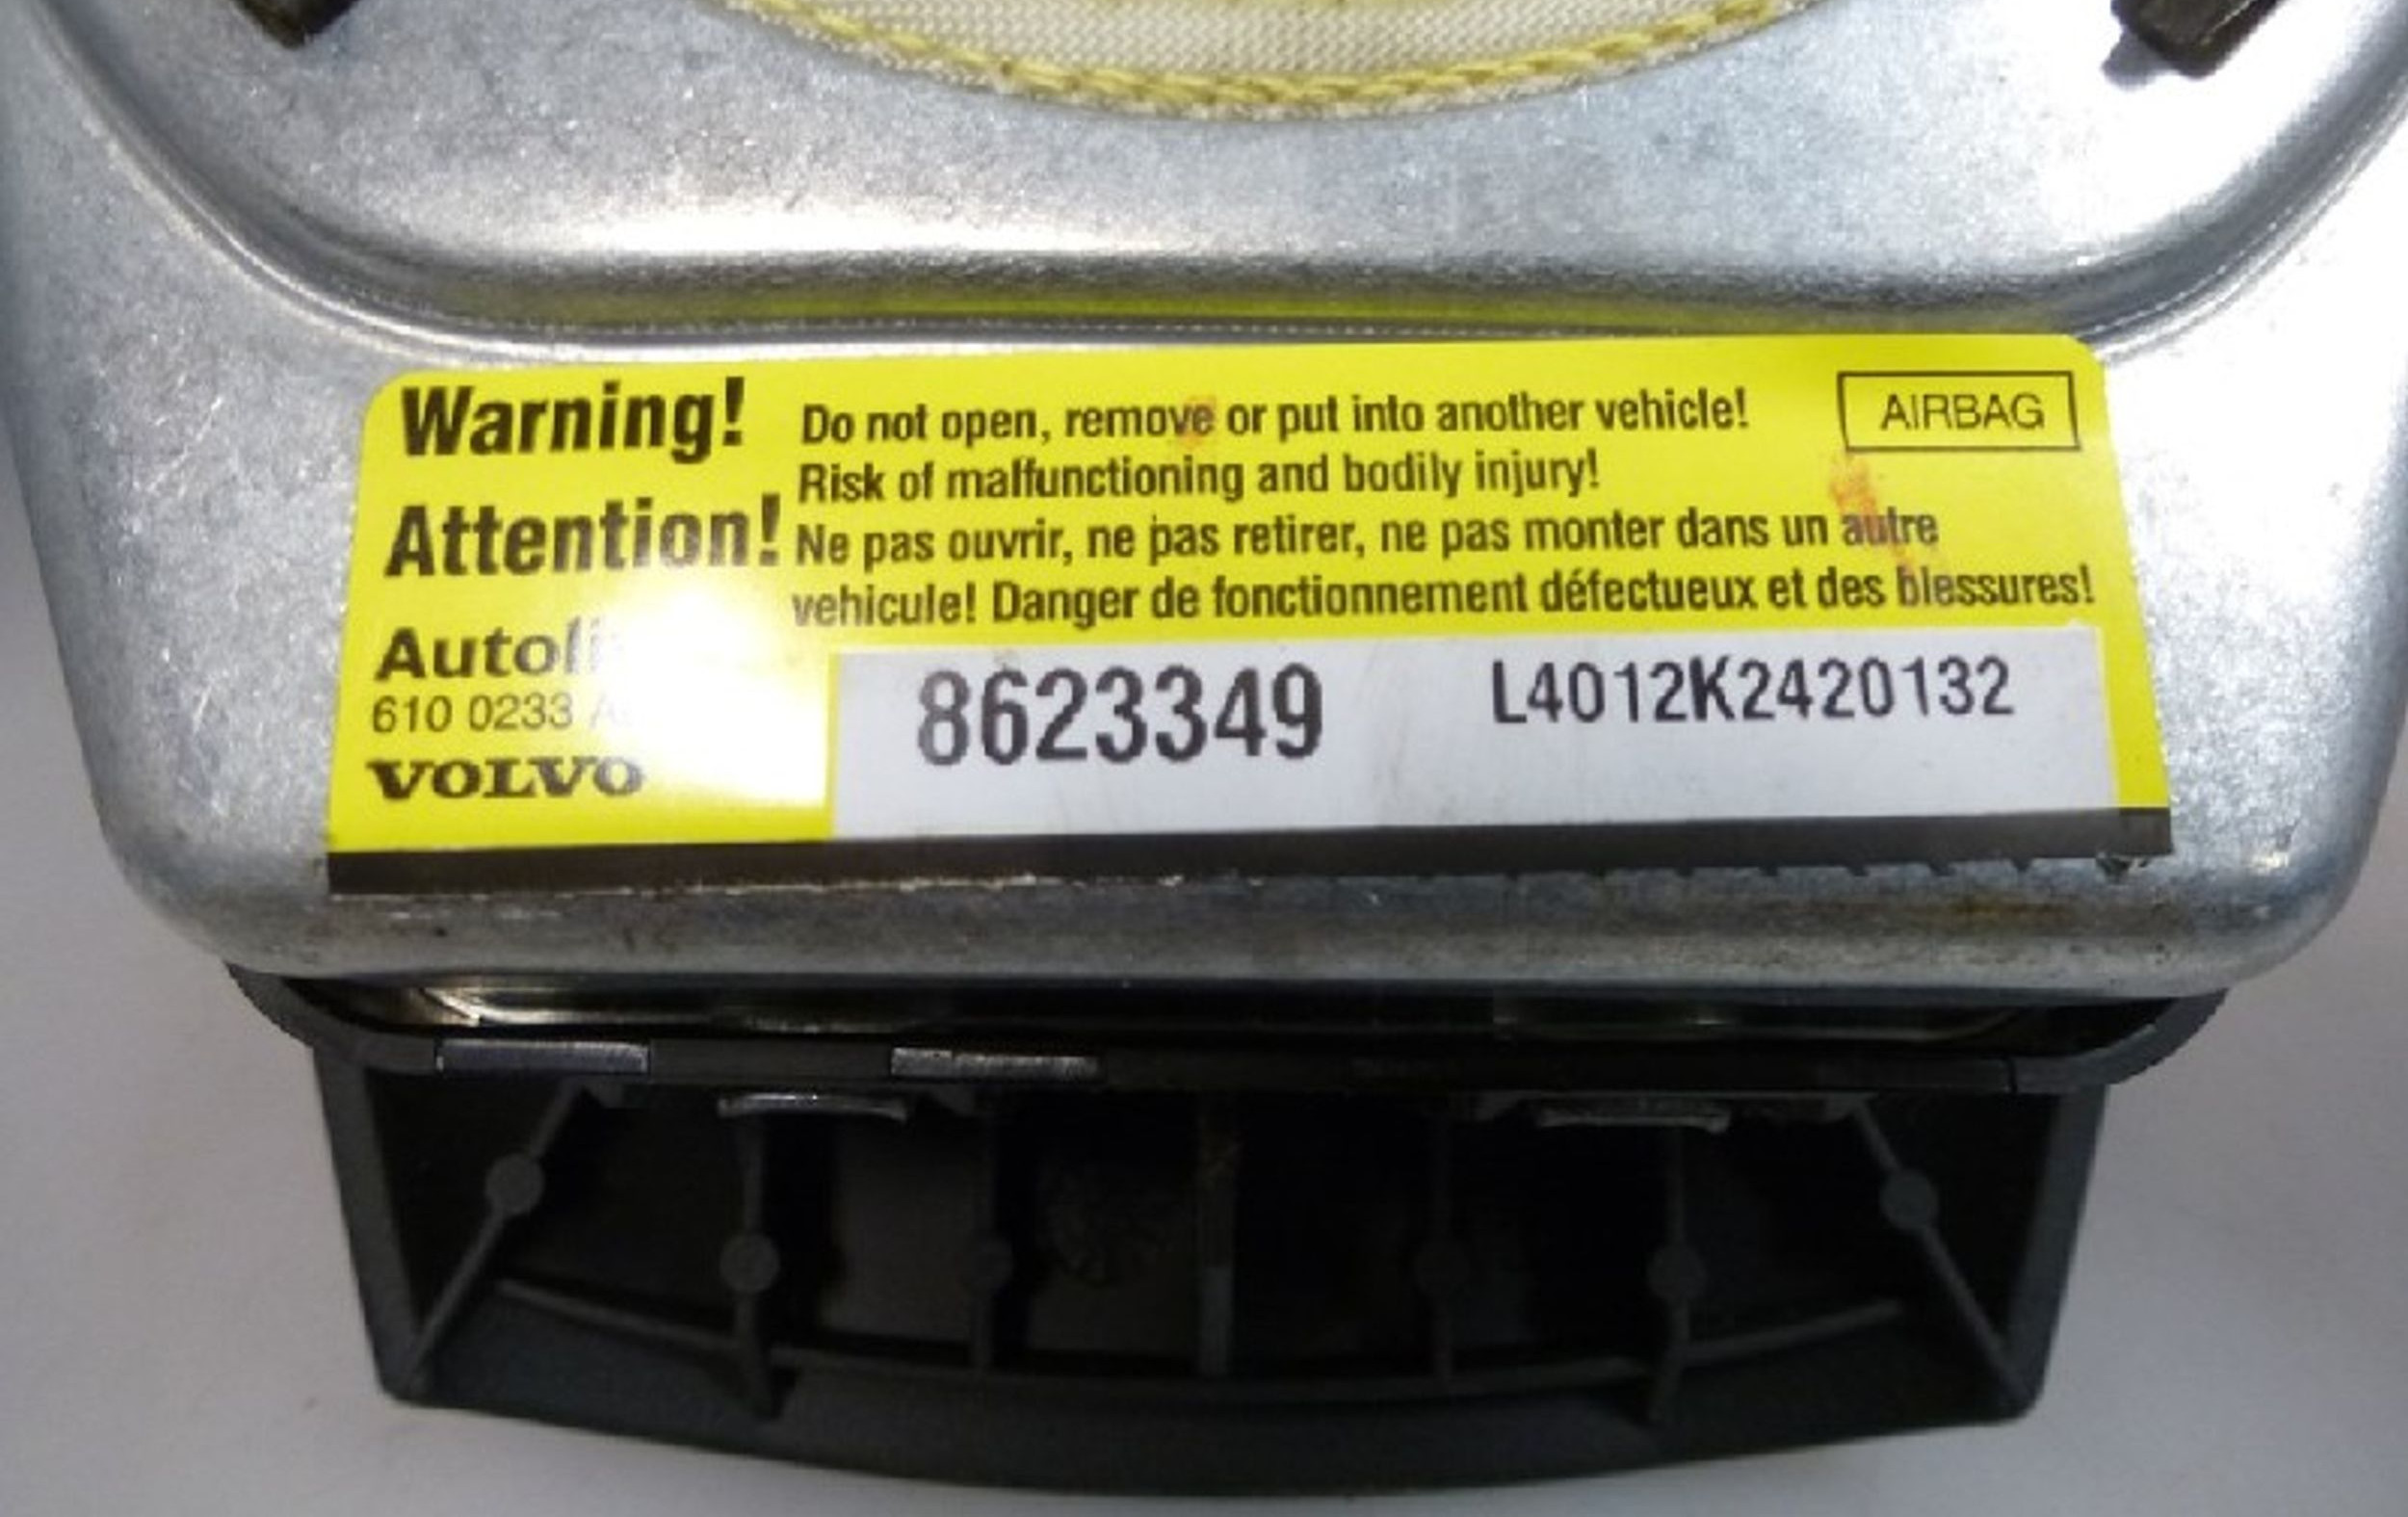 Warning!
Do not open, remove or put into another vehicle!
Risk of malfunctioning and bodily injury!
AIRBAG
Attention!
Ne pas ouvrir, ne pas retirer, ne pas monter dans un autre
vehicule! Danger de fonctionnement défectueux et des blessures!
610 0233
VOLVO
8623349
L4012K2420132